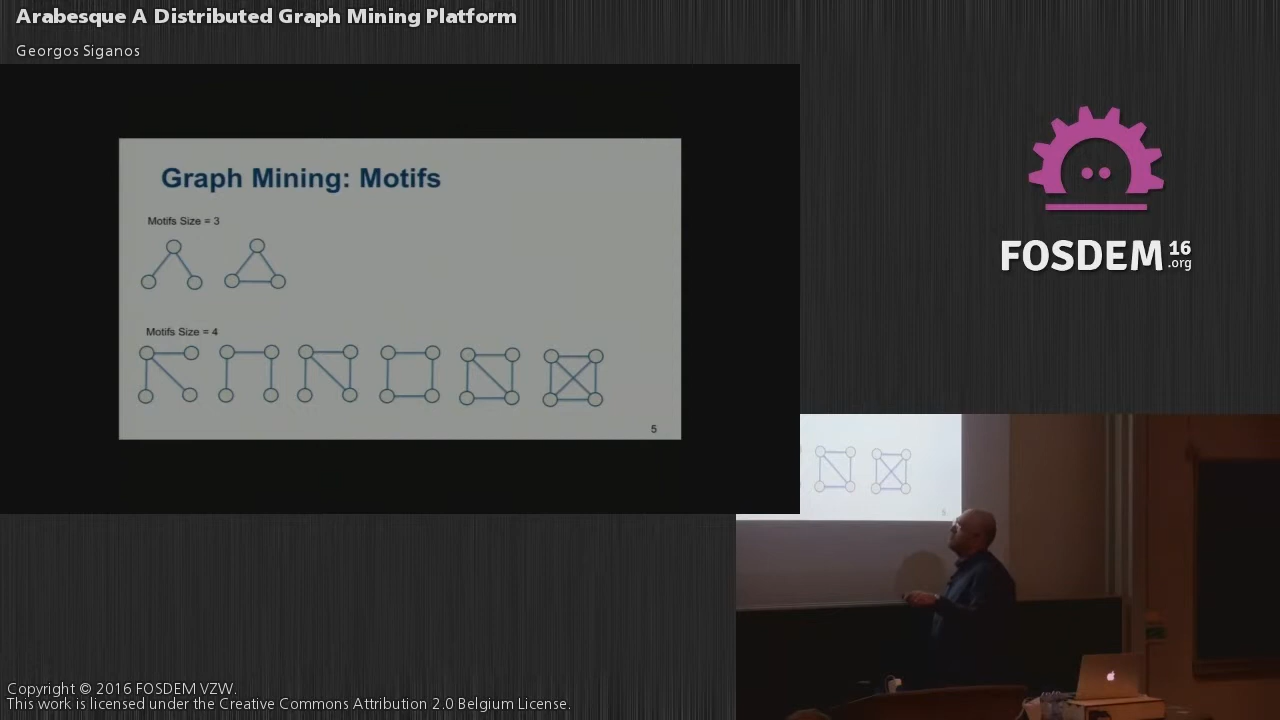 Arabesque A Distributed Graph Mining Platform
Georgos Siganos
Graph Mining: Motifs
Motifs Size = 3
Motifs Size = 4
5
FOSDEM 16 .org
5
Copyright © 2016 FOSDEM VZW.
This work is licensed under the Creative Commons Attribution 2.0 Belgium License.